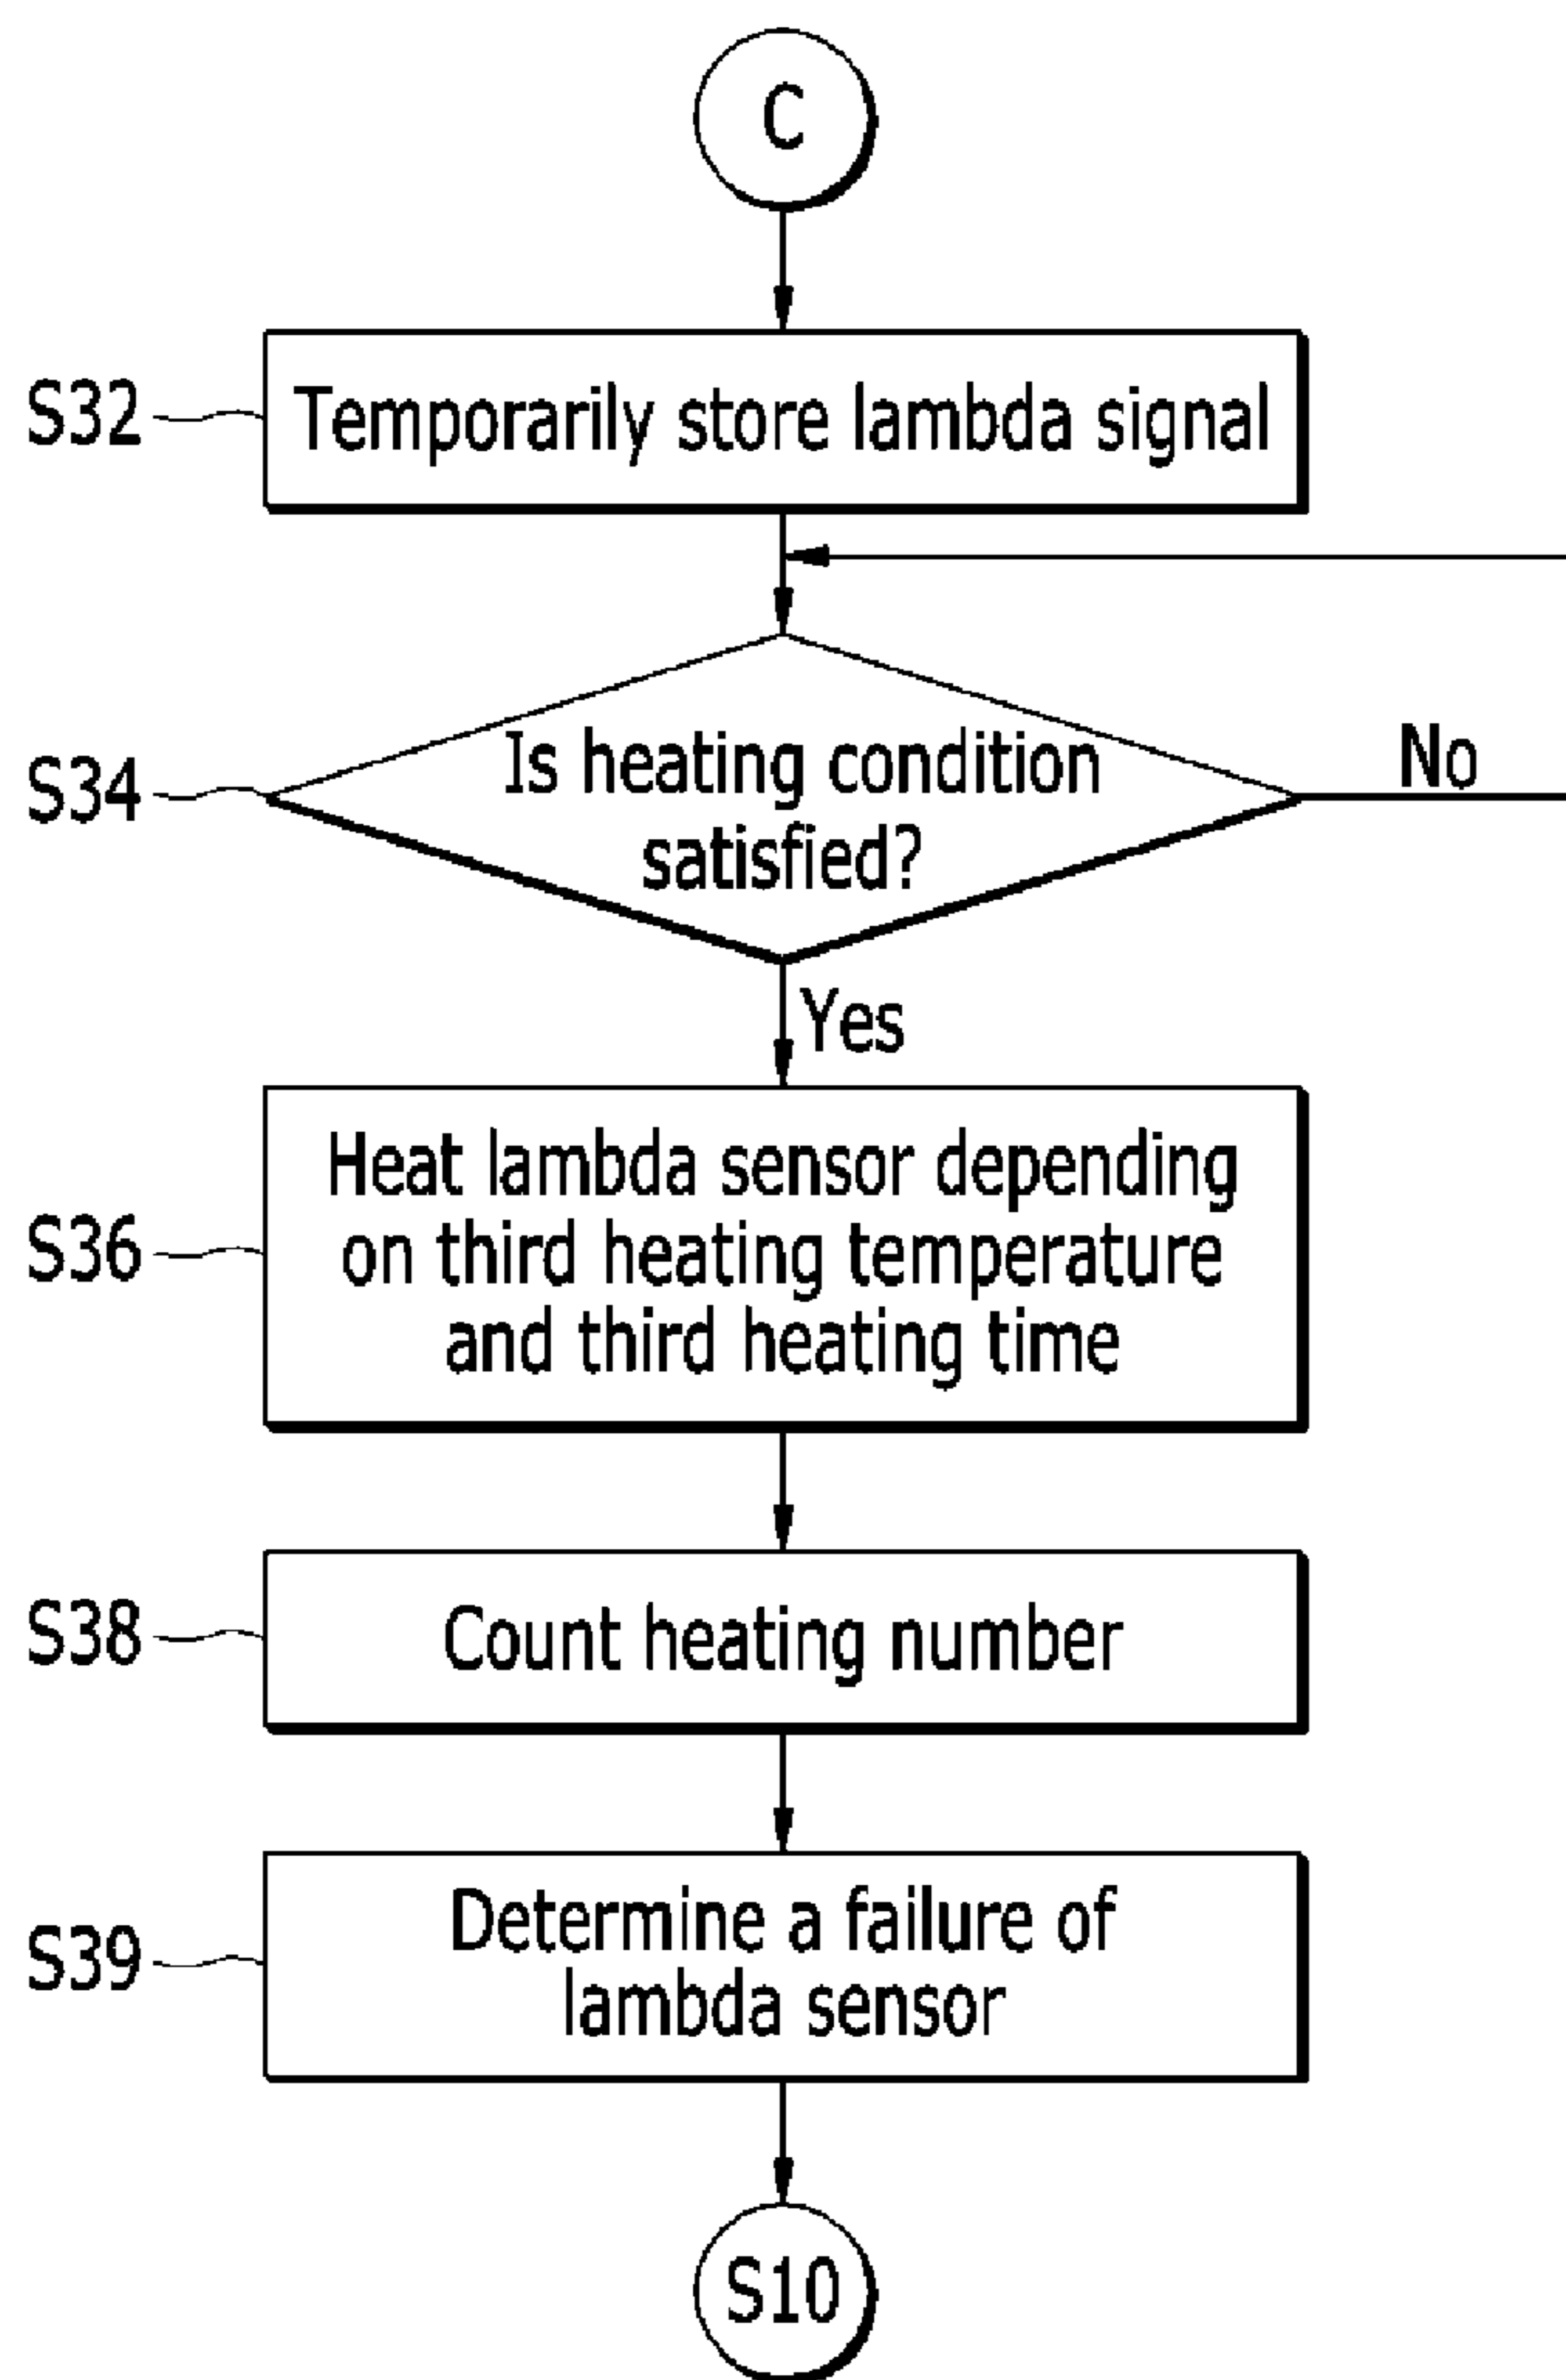 C
S32
Temporarily store lambda signal
S34
Is heating condition
satisfied?
No
Yes
S36
Heat lambda sensor depending
on third heating temperature
and third heating time
S38
Count heating number
S39
Determine a failure of
lambda sensor
S10